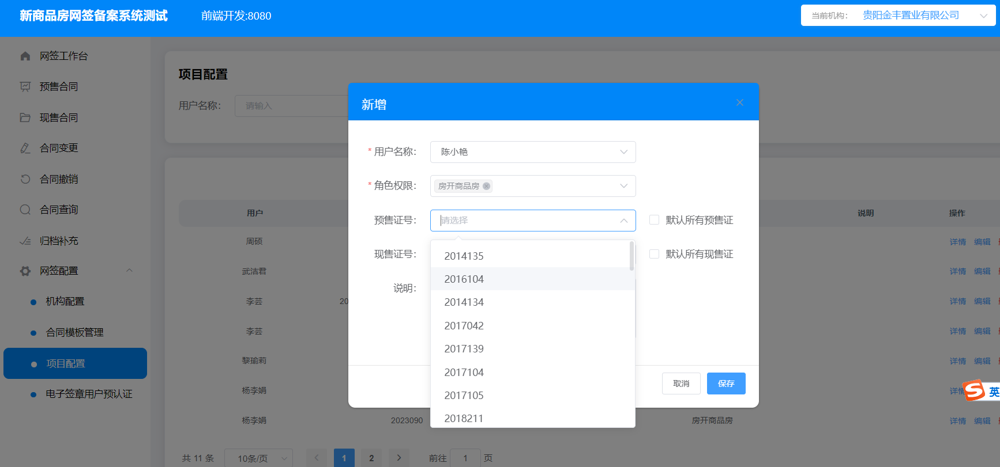 新商品房网签备案系统测试
前端开发:8080
当前机构：
贵阳金丰置业有限公司
网签工作台
预售合同
现售合同
合同变更
合同撤销
合同查询
归档补充
网签配置
机构配置
合同模板管理
项目配置
电子签章用户预认证
项目配置
用户名称：
请输入
新增
* 用户名称：
陈小艳
* 角色权限：
房开商品房
预售证号：
请选择
默认所有预售证
现售证号：
默认所有现售证
说明：
2014135
2016104
2014134
2017042
2017139
2017104
2017105
2018211
取消
保存
用户 说明 操作
周硕 详情 编辑
武洁君 详情 编辑
李芸 20 详情 编辑
李芸 详情 编辑
黎瑜莉 详情 编辑
杨李娟 详情
杨李娟 2023090 房开商品房 详情 编辑
英
共 11 条 10条/页 1 2 前往 1 页